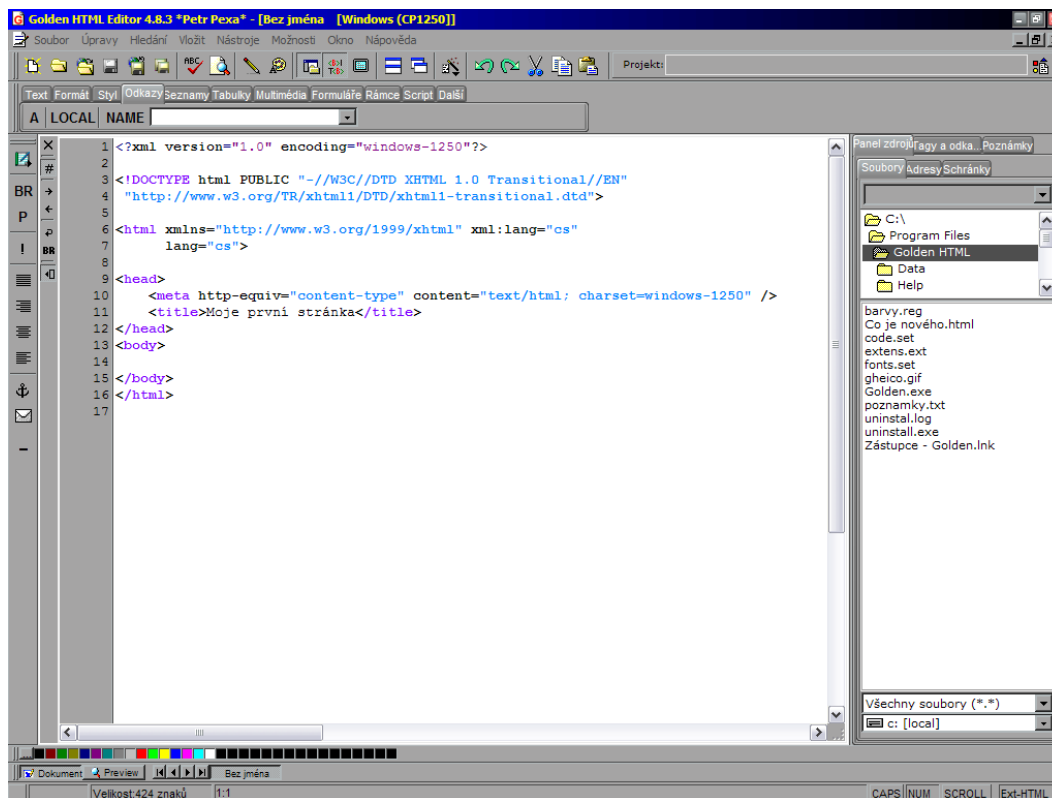 Golden HTML Editor 4.8.3 *Petr Pexa* - [Bez jména [Windows (CP1250)]]
Soubor Úpravy Hledání Vložit Nástroje Možnosti Okno Nápověda
ABC
Projekt:
Text Formát Styl Odkazy Seznamy Tabulky Multimédia Formuláře Rámce Script Další
A LOCAL NAME
BR
P
!
#
BR
1 <?xml version="1.0" encoding="windows-1250"?>
2
3 <!DOCTYPE html PUBLIC "-//W3C//DTD XHTML 1.0 Transitional//EN"
4 "http://www.w3.org/TR/xhtml1/DTD/xhtml1-transitional.dtd">
5
6 <html xmlns="http://www.w3.org/1999/xhtml" xml:lang="cs"
7 lang="cs">
8
9 <head>
10 <meta http-equiv="content-type" content="text/html; charset=windows-1250" />
11 <title>Moje první stránka</title>
12 </head>
13 <body>
14
15 </body>
16 </html>
17
Panel zdrojů Tagy a odka... Poznámky
Soubory Adresy Schránky
C:\
Program Files
Golden HTML
Data
Help
barvy.reg
Co je nového.html
code.set
extens.ext
fonts.set
gheico.gif
Golden.exe
poznamky.txt
uninstal.log
uninstall.exe
Zástupce - Golden.lnk
Všechny soubory (*.*)
c: [local]
Dokument Preview Bez jména
Velikost:424 znaků 1:1 CAPS NUM SCROLL Ext-HTML